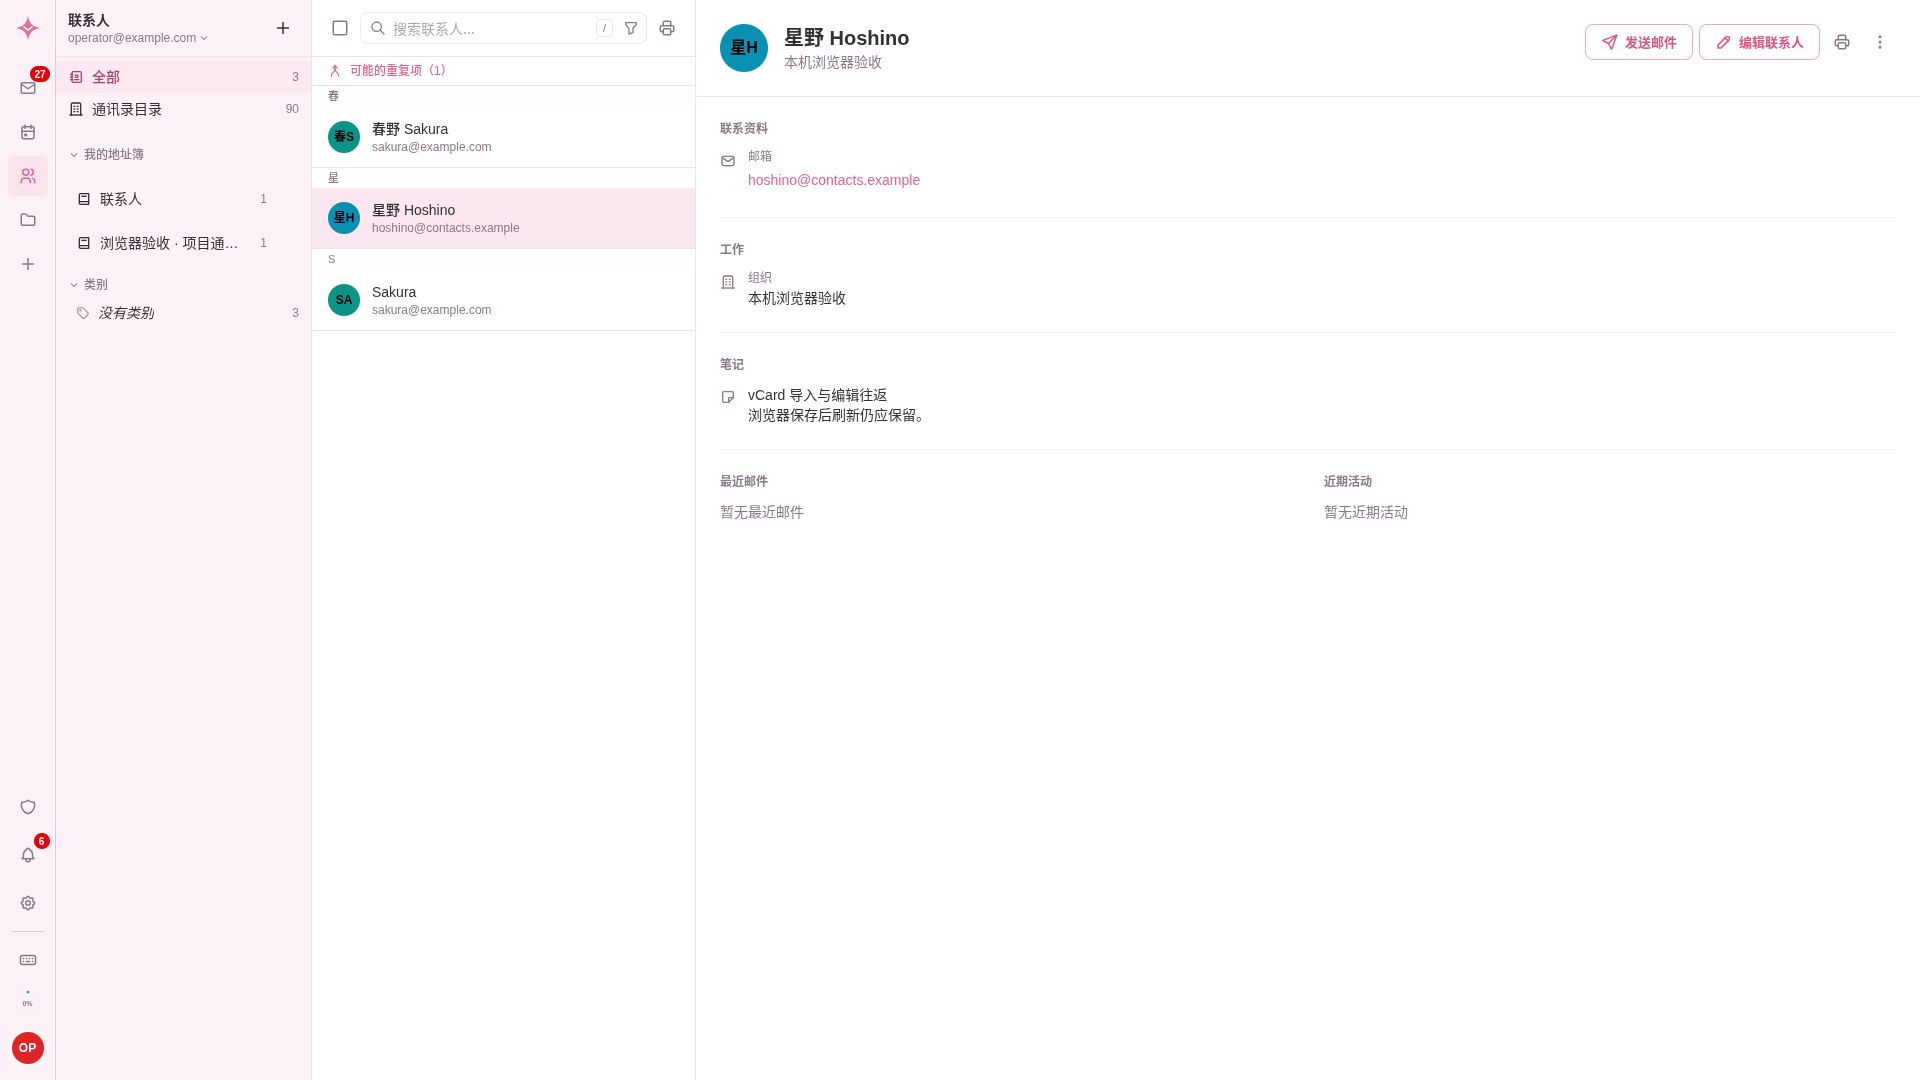 27
6
0%
OP
联系人
operator@example.com
全部 3
通讯录目录 90
我的地址簿
联系人 1
浏览器验收 · 项目通… 1
类别
没有类别 3
搜索联系人... /
可能的重复项（1）
春
春S 春野 Sakura
sakura@example.com
星
星H 星野 Hoshino
hoshino@contacts.example
S
SA Sakura
sakura@example.com
星H 星野 Hoshino
本机浏览器验收
发送邮件 编辑联系人
联系资料
邮箱
hoshino@contacts.example
工作
组织
本机浏览器验收
笔记
vCard 导入与编辑往返
浏览器保存后刷新仍应保留。
最近邮件
暂无最近邮件
近期活动
暂无近期活动